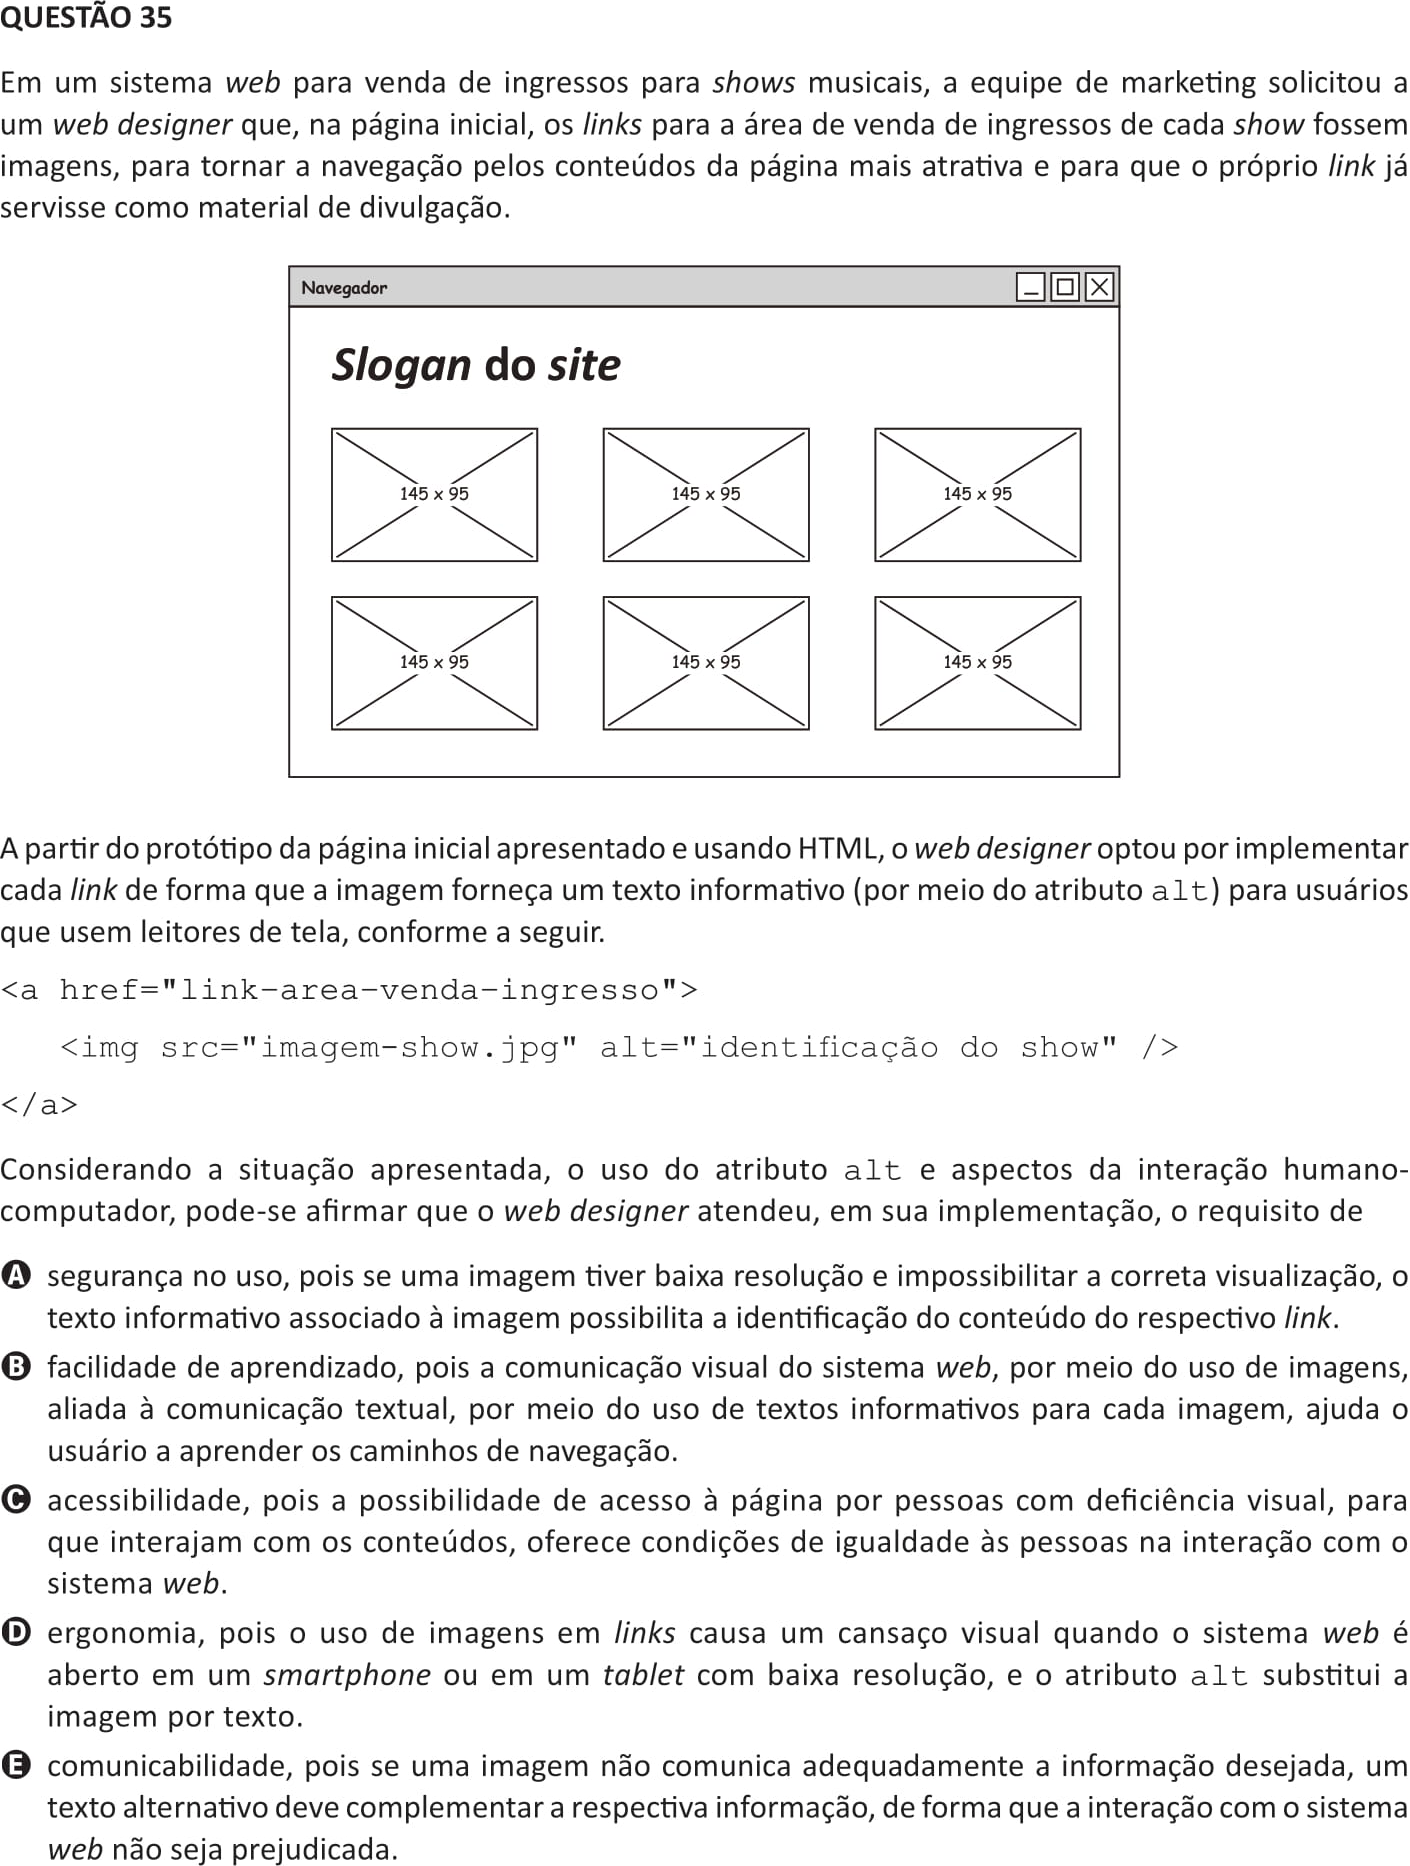 QUESTÃO 35
Em um sistema web para venda de ingressos para shows musicais, a equipe de marketing solicitou a
um web designer que, na página inicial, os links para a área de venda de ingressos de cada show fossem
imagens, para tornar a navegação pelos conteúdos da página mais atrativa e para que o próprio link já
servisse como material de divulgação.
Navegador
Slogan do site
145 x 95 145 x 95 145 x 95
145 x 95 145 x 95 145 x 95
A partir do protótipo da página inicial apresentado e usando HTML, o web designer optou por implementar
cada link de forma que a imagem forneça um texto informativo (por meio do atributo alt) para usuários
que usem leitores de tela, conforme a seguir.
<a href="link-area-venda-ingresso">
<img src="imagem-show.jpg" alt="identificação do show" />
</a>
Considerando a situação apresentada, o uso do atributo alt e aspectos da interação humano-
computador, pode-se afirmar que o web designer atendeu, em sua implementação, o requisito de
A segurança no uso, pois se uma imagem tiver baixa resolução e impossibilitar a correta visualização, o
texto informativo associado à imagem possibilita a identificação do conteúdo do respectivo link.
B facilidade de aprendizado, pois a comunicação visual do sistema web, por meio do uso de imagens,
aliada à comunicação textual, por meio do uso de textos informativos para cada imagem, ajuda o
usuário a aprender os caminhos de navegação.
C acessibilidade, pois a possibilidade de acesso à página por pessoas com deficiência visual, para
que interajam com os conteúdos, oferece condições de igualdade às pessoas na interação com o
sistema web.
D ergonomia, pois o uso de imagens em links causa um cansaço visual quando o sistema web é
aberto em um smartphone ou em um tablet com baixa resolução, e o atributo alt substitui a
imagem por texto.
E comunicabilidade, pois se uma imagem não comunica adequadamente a informação desejada, um
texto alternativo deve complementar a respectiva informação, de forma que a interação com o sistema
web não seja prejudicada.